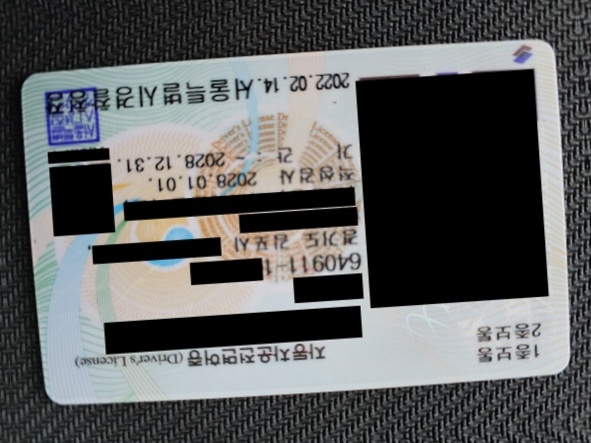 자동차운전면허증 (Driver's License)
1종보통
2종보통
640911-1
경기도 김포시
,
적성검사 2028.01.01.
기 간 : ~ 2028.12.31.
2022.02.14. 서울특별시경찰청장